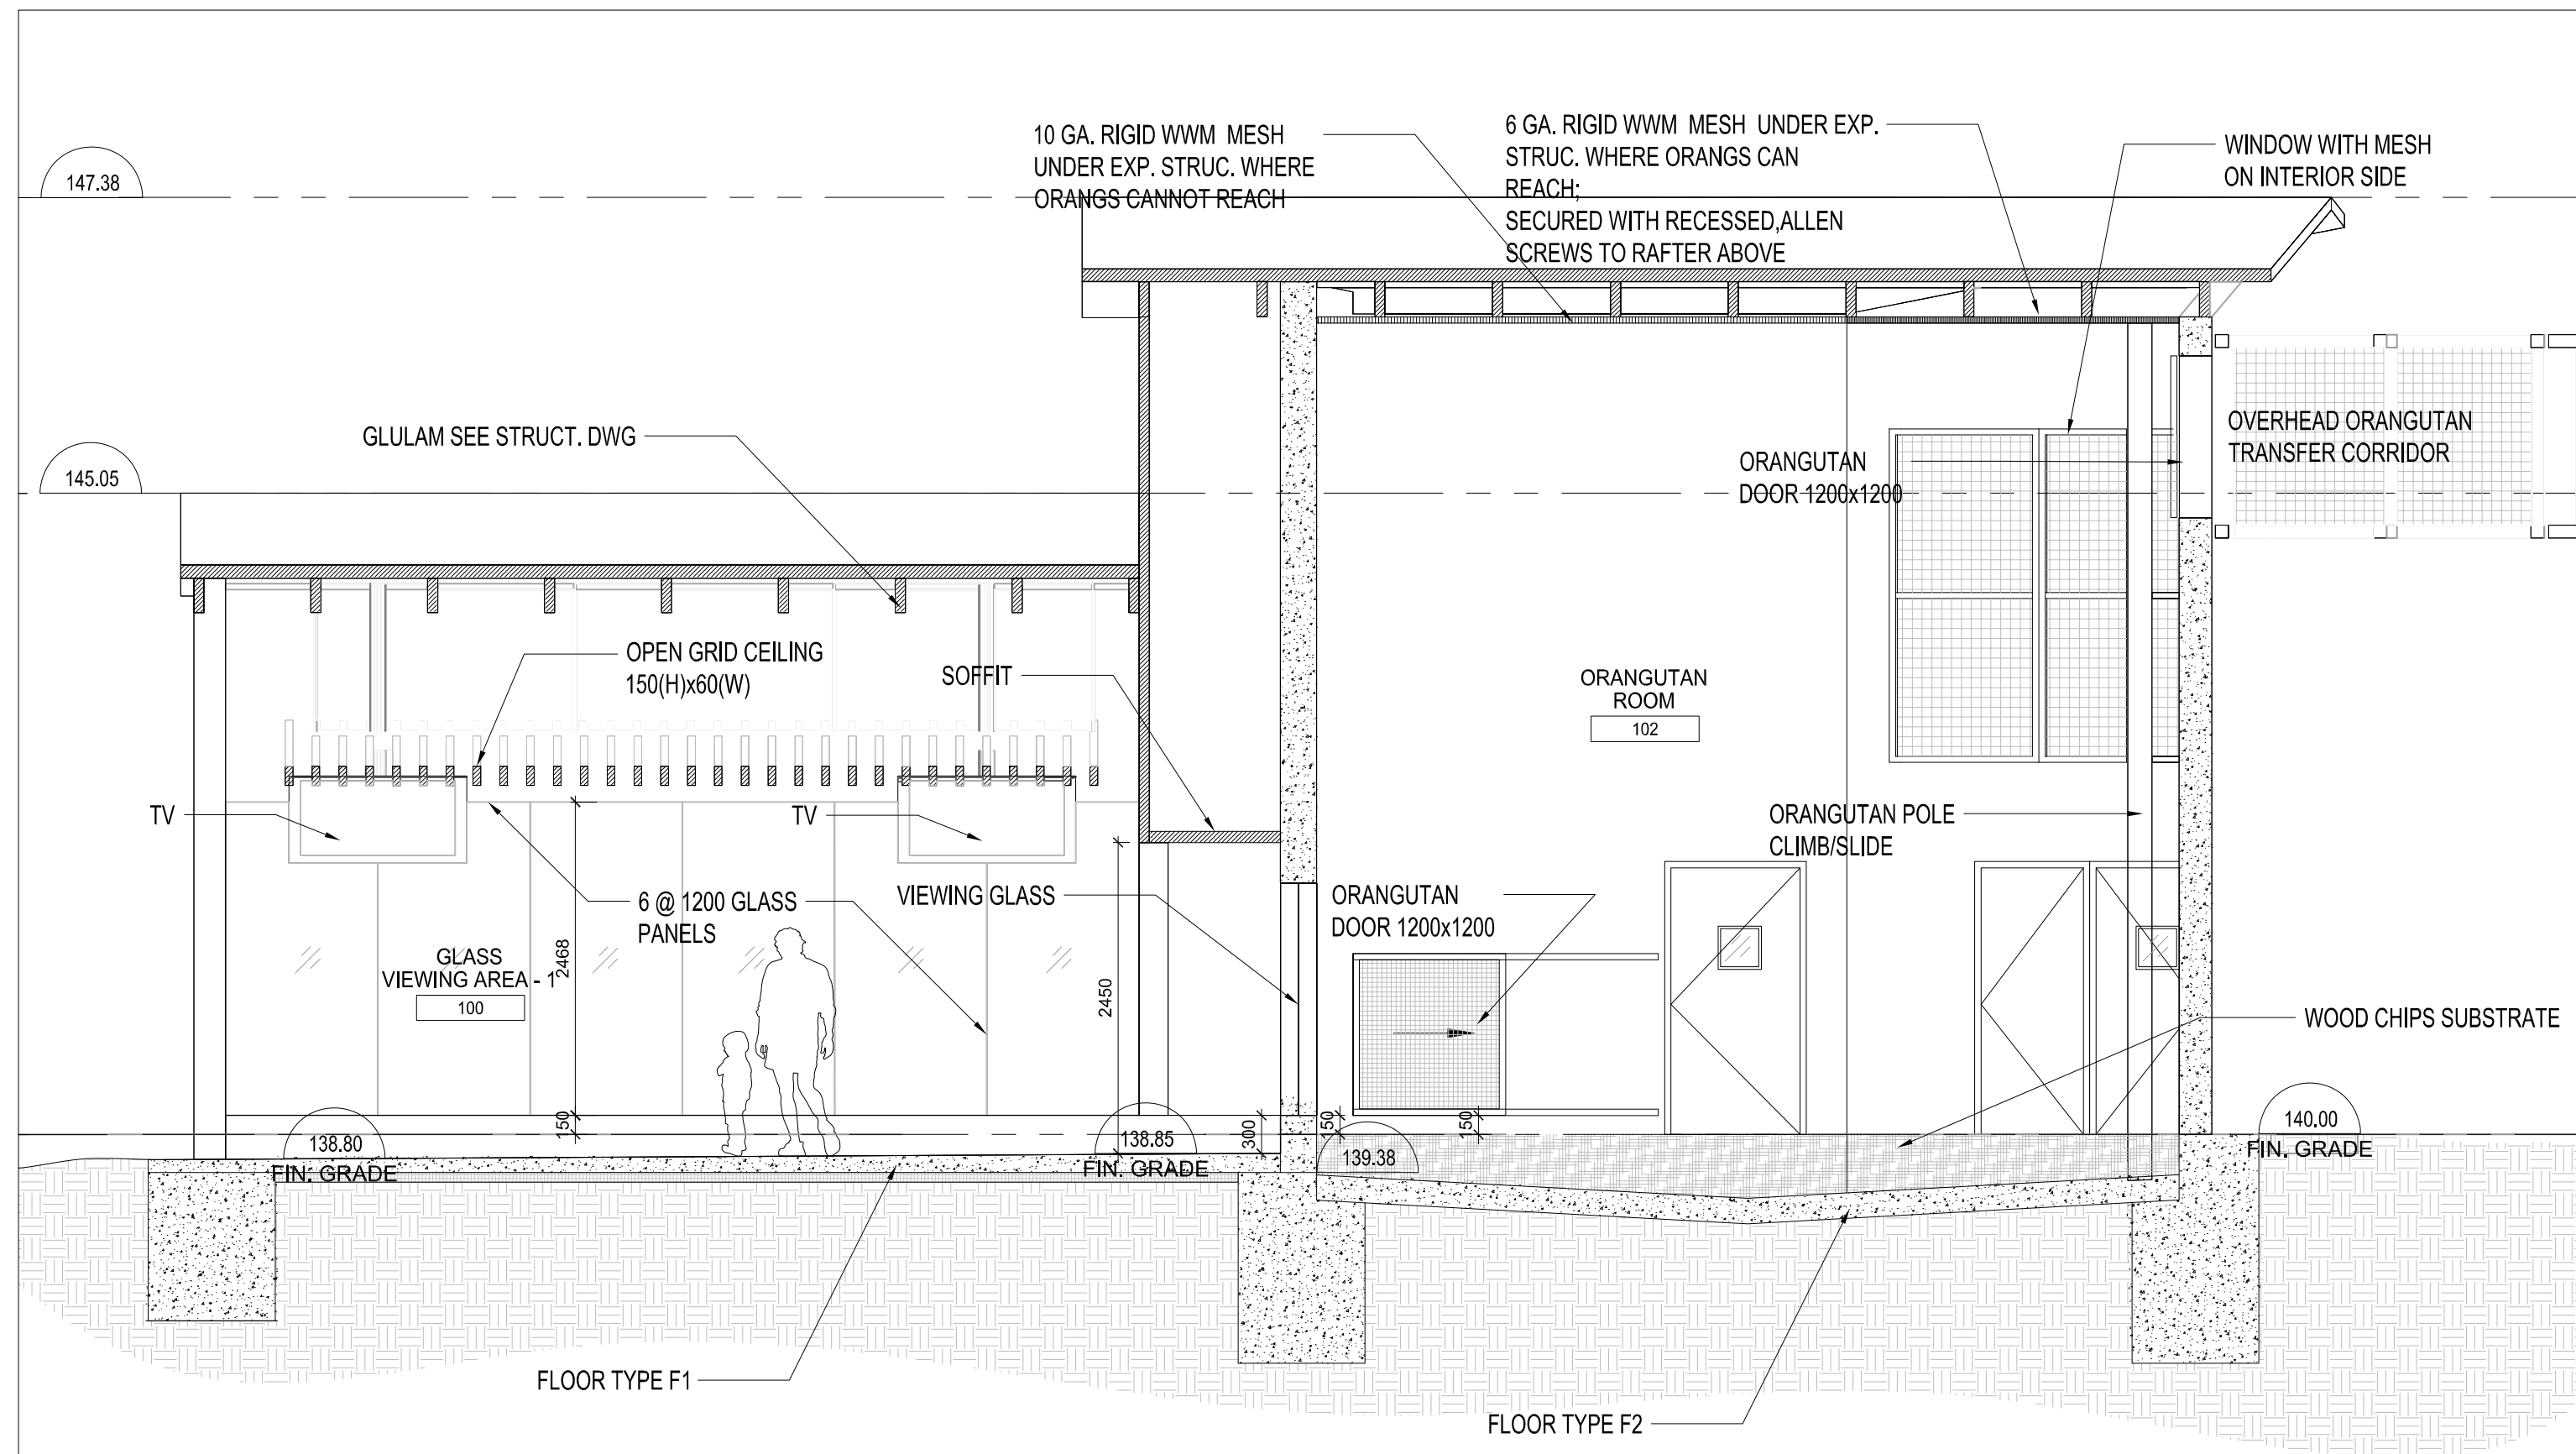 10 GA. RIGID WWM MESH
UNDER EXP. STRUC. WHERE
ORANGS CANNOT REACH
6 GA. RIGID WWM MESH UNDER EXP.
STRUC. WHERE ORANGS CAN
REACH;
SECURED WITH RECESSED,ALLEN
SCREWS TO RAFTER ABOVE
WINDOW WITH MESH
ON INTERIOR SIDE
147.38
145.05
GLULAM SEE STRUCT. DWG
ORANGUTAN
DOOR 1200x1200
OVERHEAD ORANGUTAN
TRANSFER CORRIDOR
OPEN GRID CEILING
150(H)x60(W)
SOFFIT
ORANGUTAN
ROOM
102
TV
TV
ORANGUTAN POLE
CLIMB/SLIDE
6 @ 1200 GLASS
PANELS
VIEWING GLASS
ORANGUTAN
DOOR 1200x1200
GLASS
VIEWING AREA - 1
100
2468
2450
WOOD CHIPS SUBSTRATE
150
300
150
150
138.80
FIN. GRADE
138.85
FIN. GRADE
139.38
140.00
FIN. GRADE
FLOOR TYPE F1
FLOOR TYPE F2